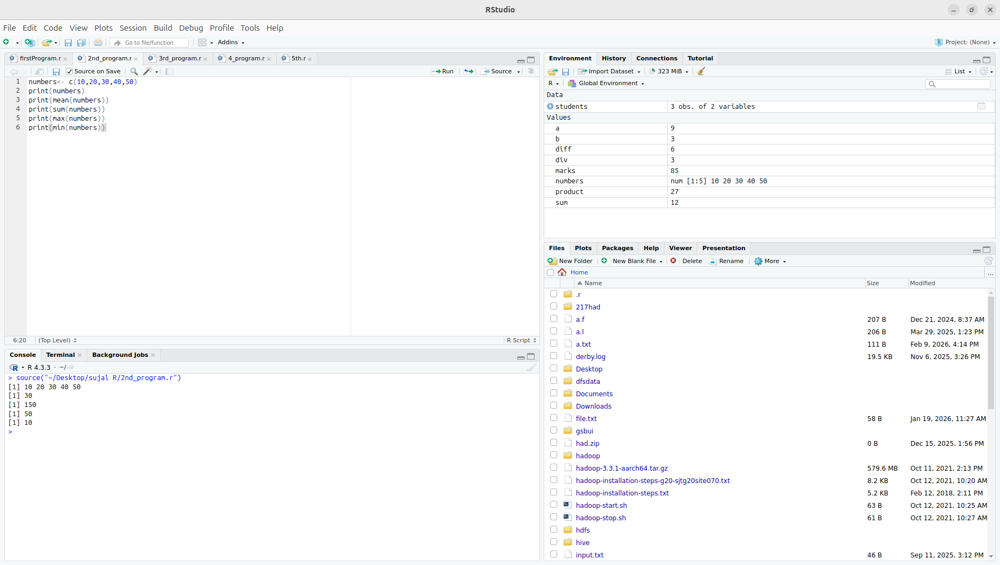 RStudio
File Edit Code View Plots Session Build Debug Profile Tools Help
Go to file/function Addins Project: (None)
firstProgram.r 2nd_program.r 3rd_program.r 4_program.r 5th.r
Source on Save Run Source
1 numbers<- c(10,20,30,40,50)
2 print(numbers)
3 print(mean(numbers))
4 print(sum(numbers))
5 print(max(numbers))
6 print(min(numbers))
6:20 (Top Level) R Script
Console Terminal Background Jobs
R 4.3.3 · ~/
> source("~/Desktop/sujal R/2nd_program.r")
[1] 10 20 30 40 50
[1] 30
[1] 150
[1] 50
[1] 10
>
Environment History Connections Tutorial
Import Dataset 323 MiB List
R Global Environment
Data
students 3 obs. of 2 variables
Values
a 9
b 3
diff 6
div 3
marks 85
numbers num [1:5] 10 20 30 40 50
product 27
sum 12
Files Plots Packages Help Viewer Presentation
New Folder New Blank File Delete Rename More
Home ...
Name Size Modified
.r
217had
a.f 207 B Dec 21, 2024, 8:37 AM
a.l 206 B Mar 29, 2025, 1:23 PM
a.txt 111 B Feb 9, 2026, 4:14 PM
derby.log 19.5 KB Nov 6, 2025, 3:26 PM
Desktop
dfsdata
Documents
Downloads
file.txt 58 B Jan 19, 2026, 11:27 AM
gsbui
had.zip 0 B Dec 15, 2025, 1:56 PM
hadoop
hadoop-3.3.1-aarch64.tar.gz 579.6 MB Oct 11, 2021, 2:13 PM
hadoop-installation-steps-g20-sjtg20site070.txt 8.2 KB Oct 12, 2021, 10:20 AM
hadoop-installation-steps.txt 5.2 KB Feb 12, 2018, 2:11 PM
hadoop-start.sh 63 B Oct 12, 2021, 10:25 AM
hadoop-stop.sh 61 B Oct 12, 2021, 10:27 AM
hdfs
hive
input.txt 46 B Sep 11, 2025, 3:12 PM